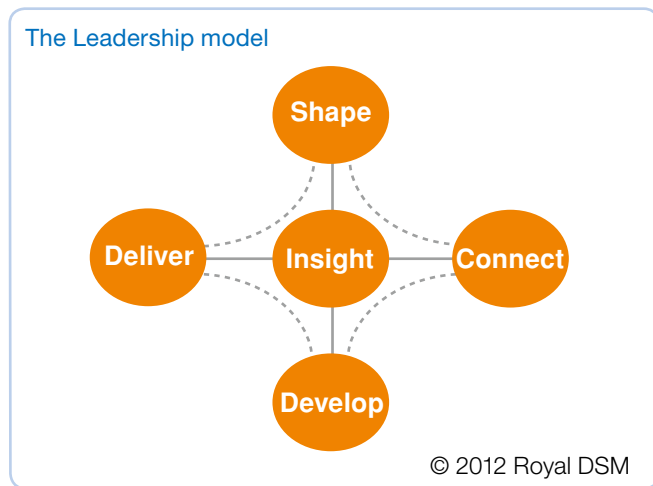 The Leadership model
Shape
Deliver
Insight
Connect
Develop
© 2012 Royal DSM